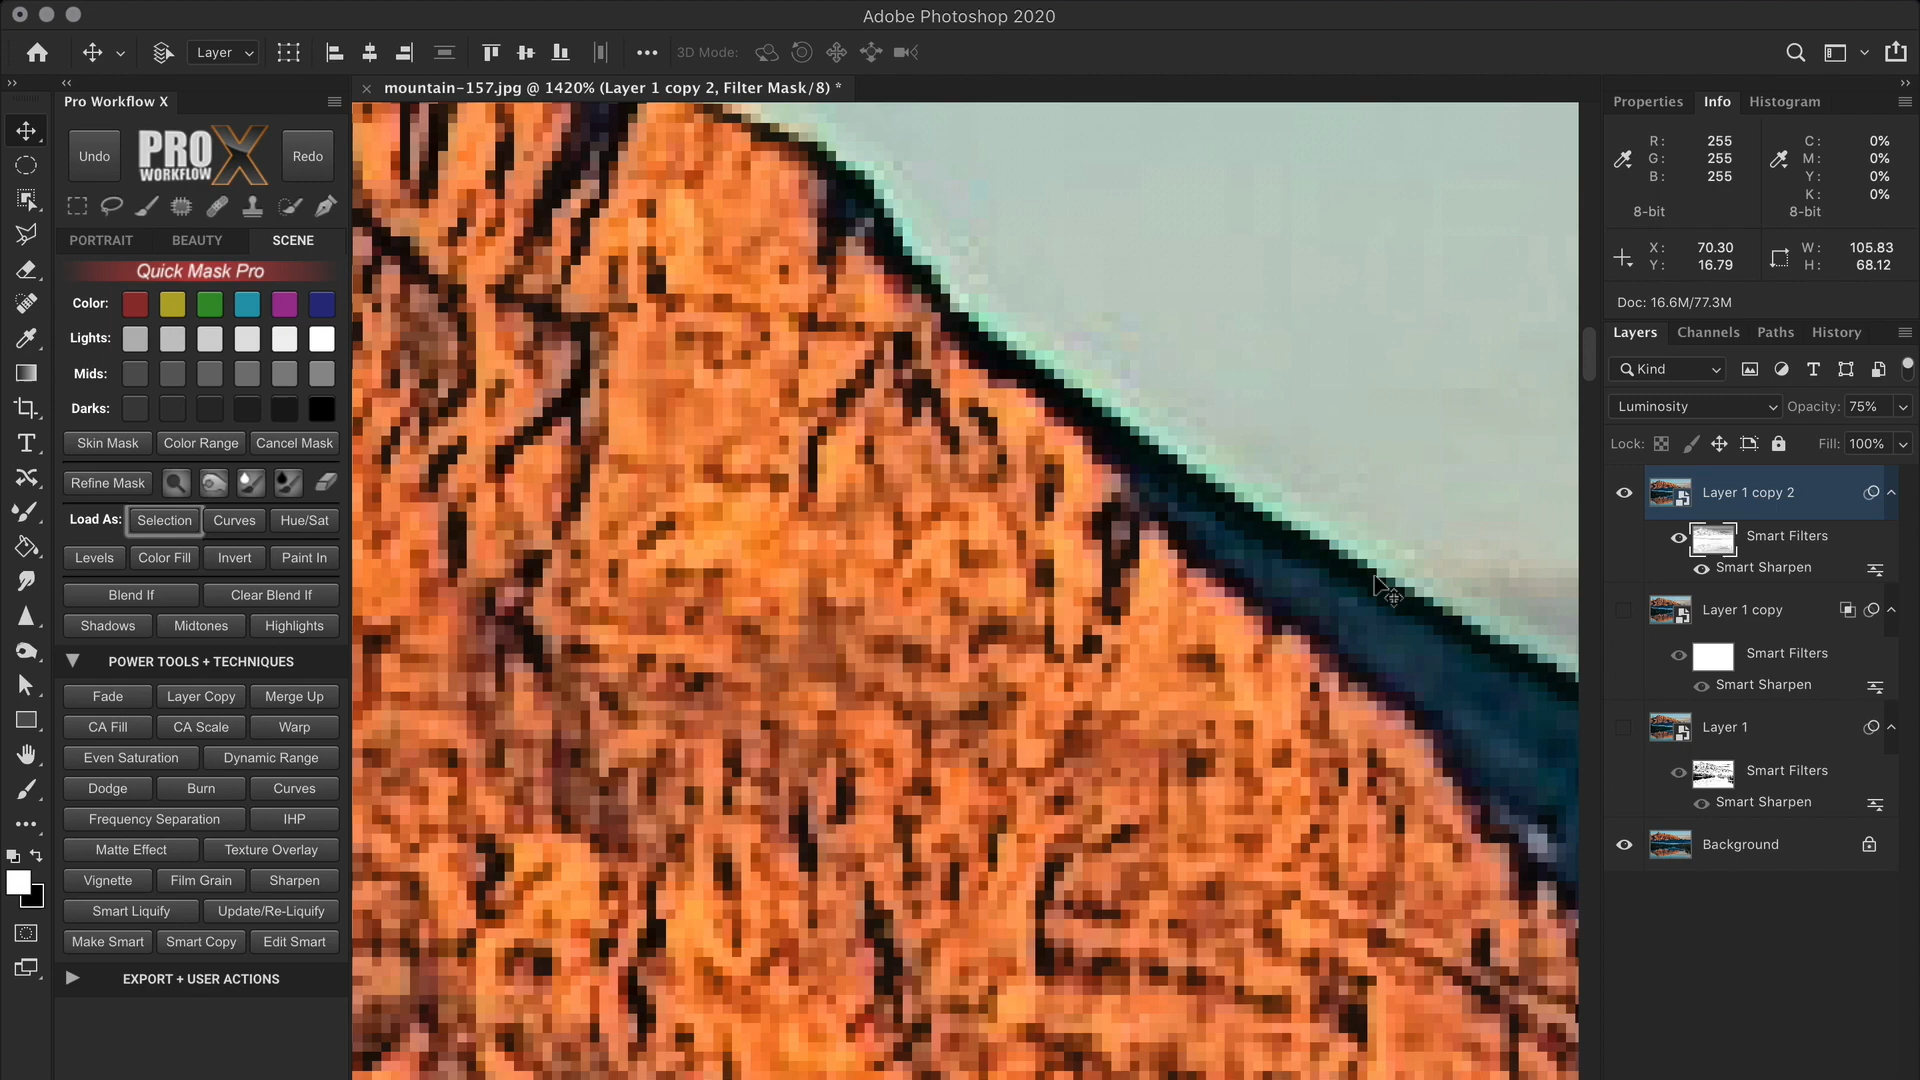 Adobe Photoshop 2020
Layer
3D Mode:
Pro Workflow X
mountain-157.jpg @ 1420% (Layer 1 copy 2, Filter Mask/8) *
Undo
PRO X
WORKFLOW
Redo
PORTRAIT
BEAUTY
SCENE
Quick Mask Pro
Color:
Lights:
Mids:
Darks:
Skin Mask
Color Range
Cancel Mask
Refine Mask
Load As:
Selection
Curves
Hue/Sat
Levels
Color Fill
Invert
Paint In
Blend If
Clear Blend If
Shadows
Midtones
Highlights
POWER TOOLS + TECHNIQUES
Fade
Layer Copy
Merge Up
CA Fill
CA Scale
Warp
Even Saturation
Dynamic Range
Dodge
Burn
Curves
Frequency Separation
IHP
Matte Effect
Texture Overlay
Vignette
Film Grain
Sharpen
Smart Liquify
Update/Re-Liquify
Make Smart
Smart Copy
Edit Smart
EXPORT + USER ACTIONS
Properties
Info
Histogram
R: 255
G: 255
B: 255
8-bit
C: 0%
M: 0%
Y: 0%
K: 0%
8-bit
X: 70.30
Y: 16.79
W: 105.83
H: 68.12
Doc: 16.6M/77.3M
Layers
Channels
Paths
History
Kind
Luminosity
Opacity: 75%
Lock:
Fill: 100%
Layer 1 copy 2
Smart Filters
Smart Sharpen
Layer 1 copy
Smart Filters
Smart Sharpen
Layer 1
Smart Filters
Smart Sharpen
Background